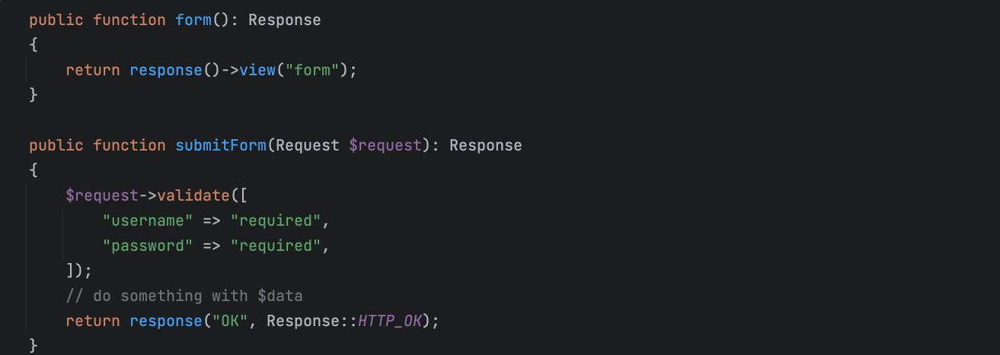 public function form(): Response
{
    return response()->view("form");
}
public function submitForm(Request $request): Response
{
    $request->validate([
        "username" => "required",
        "password" => "required",
    ]);
    // do something with $data
    return response("OK", Response::HTTP_OK);
}